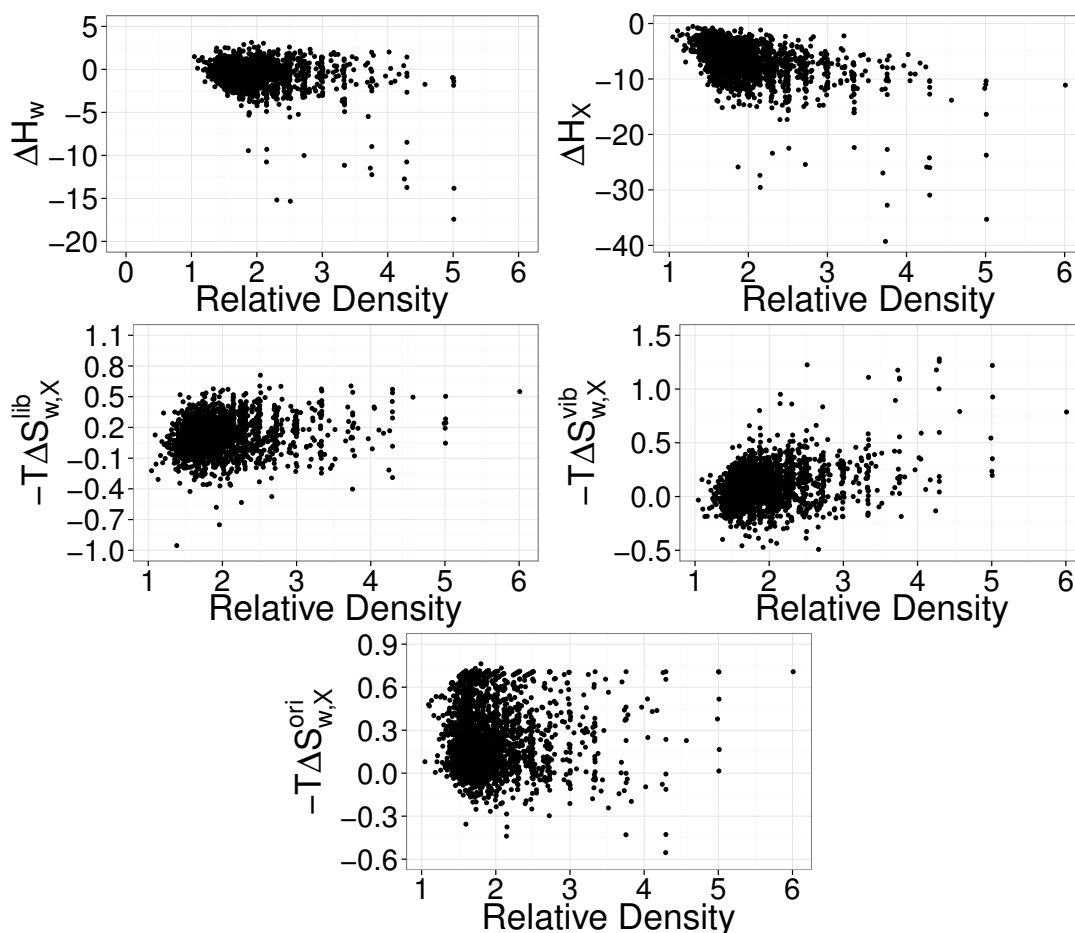 ΔH_w
5
0
−5
−10
−15
−20
0 1 2 3 4 5 6
Relative Density
ΔH_X
0
−10
−20
−30
−40
1 2 3 4 5 6
Relative Density
−TΔS^lib_w,X
1.1
0.8
0.5
0.2
−0.1
−0.4
−0.7
−1.0
1 2 3 4 5 6
Relative Density
−TΔS^vib_w,X
1.5
1.0
0.5
0.0
−0.5
1 2 3 4 5 6
Relative Density
−TΔS^ori_w,X
0.9
0.6
0.3
0.0
−0.3
−0.6
1 2 3 4 5 6
Relative Density